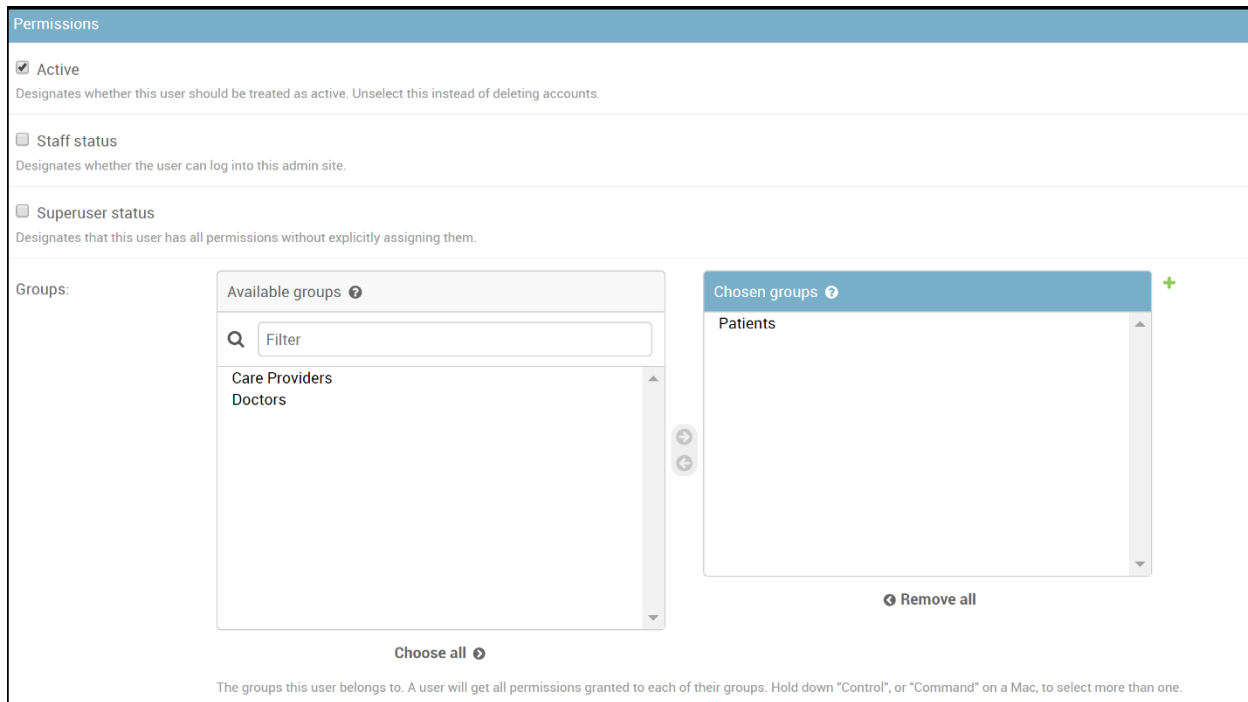 Permissions
Active
Designates whether this user should be treated as active. Unselect this instead of deleting accounts.
Staff status
Designates whether the user can log into this admin site.
Superuser status
Designates that this user has all permissions without explicitly assigning them.
Groups:
Available groups ?
Filter
Care Providers
Doctors
Choose all
Chosen groups ?
Patients
Remove all
The groups this user belongs to. A user will get all permissions granted to each of their groups. Hold down "Control", or "Command" on a Mac, to select more than one.